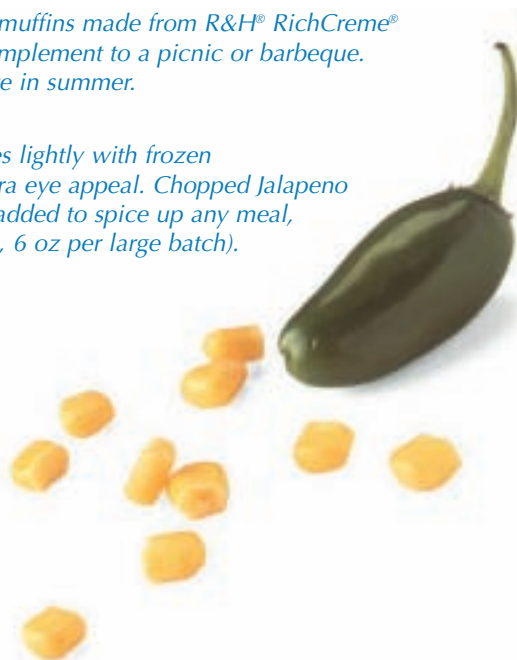 muffins made from R&H® RichCreme®
mplement to a picnic or barbeque.
e in summer.
es lightly with frozen
ra eye appeal. Chopped Jalapeno
added to spice up any meal,
, 6 oz per large batch).